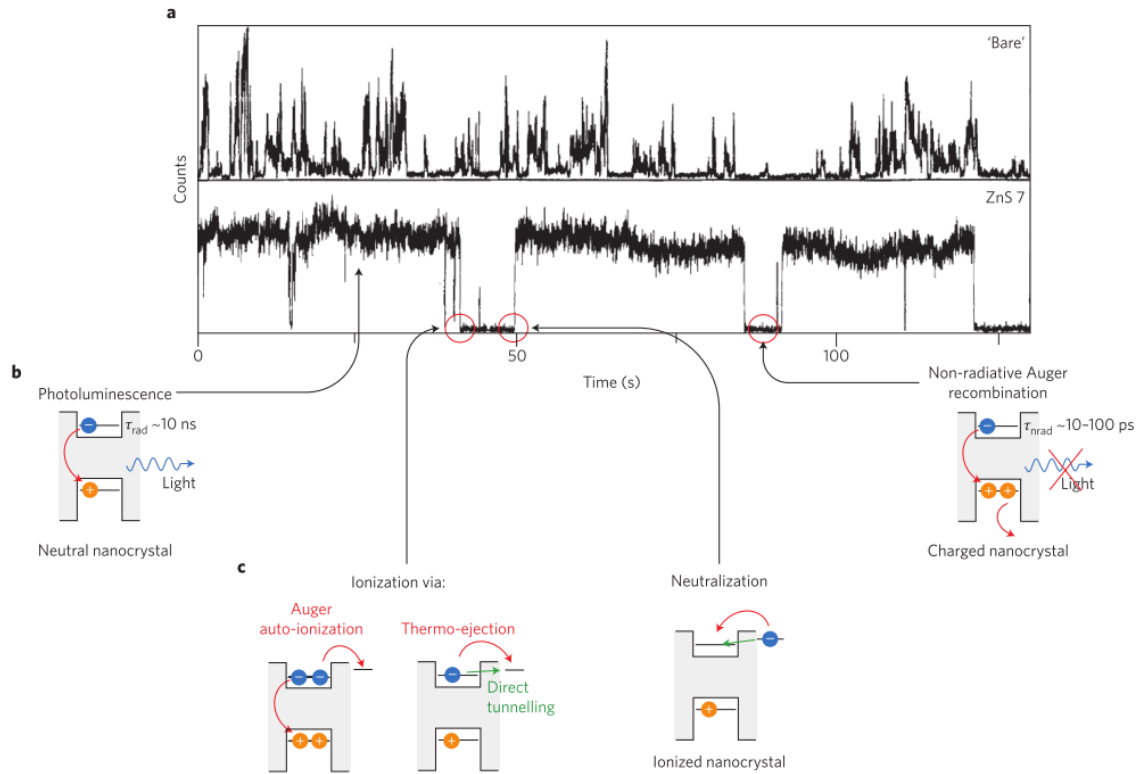 a
'Bare'
Counts
ZnS 7
0
50
100
Time (s)
b
Photoluminescence
−
τrad ~10 ns
Light
+
Neutral nanocrystal
Non-radiative Auger
recombination
−
τnrad ~10–100 ps
Light
+ +
Charged nanocrystal
c
Ionization via:
Auger
auto-ionization
− −
+ +
Thermo-ejection
−
Direct
tunnelling
+
Neutralization
−
+
Ionized nanocrystal